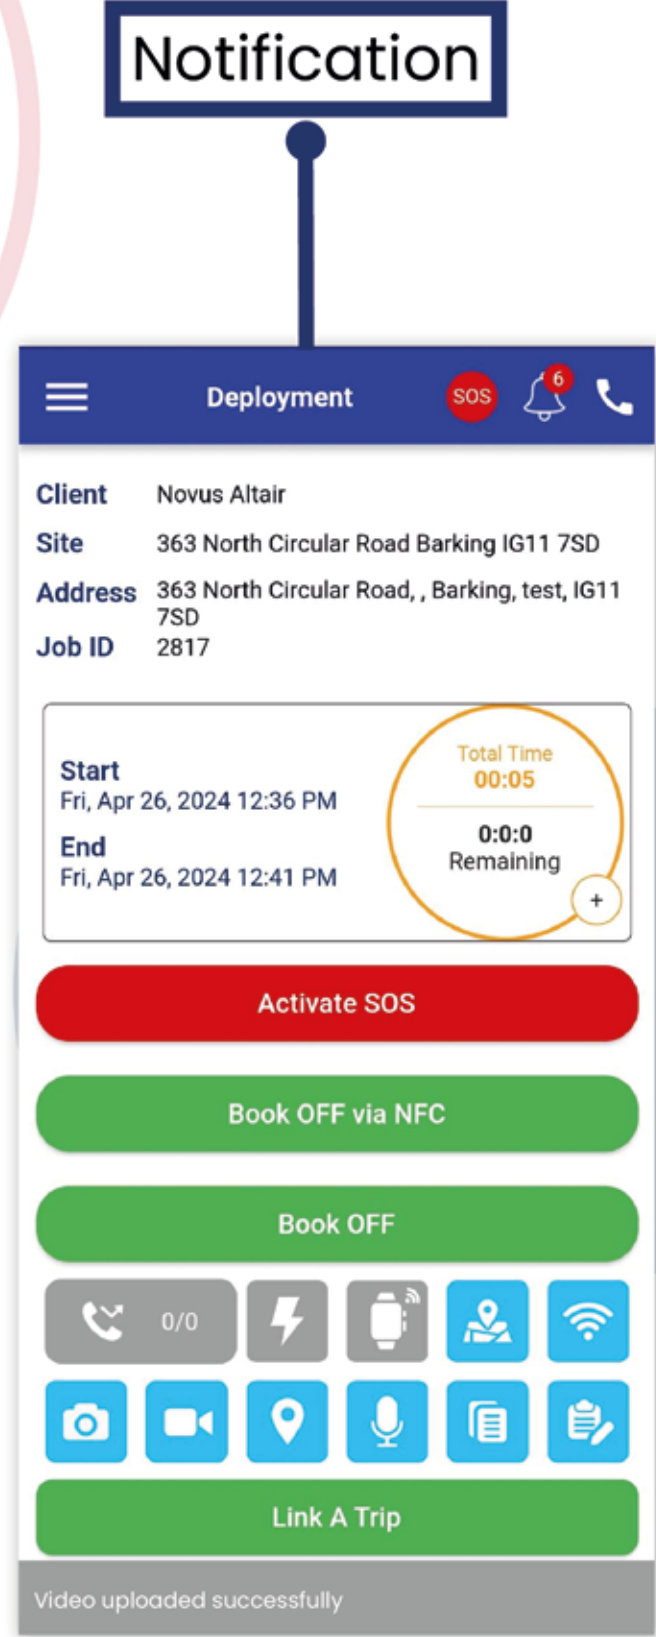 Notification
Deployment
SOS
6
Client Novus Altair
Site 363 North Circular Road Barking IG11 7SD
Address 363 North Circular Road, , Barking, test, IG11
7SD
Job ID 2817
Start
Fri, Apr 26, 2024 12:36 PM
End
Fri, Apr 26, 2024 12:41 PM
Total Time
00:05
0:0:0
Remaining
+
Activate SOS
Book OFF via NFC
Book OFF
0/0
Link A Trip
Video uploaded successfully